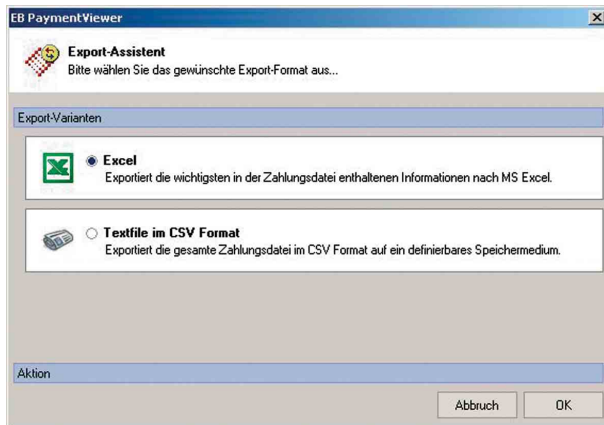 EB PaymentViewer
Export-Assistent
Bitte wählen Sie das gewünschte Export-Format aus...
Export-Varianten
Excel
Exportiert die wichtigsten in der Zahlungsdatei enthaltenen Informationen nach MS Excel.
Textfile im CSV Format
Exportiert die gesamte Zahlungsdatei im CSV Format auf ein definierbares Speichermedium.
Aktion
Abbruch OK